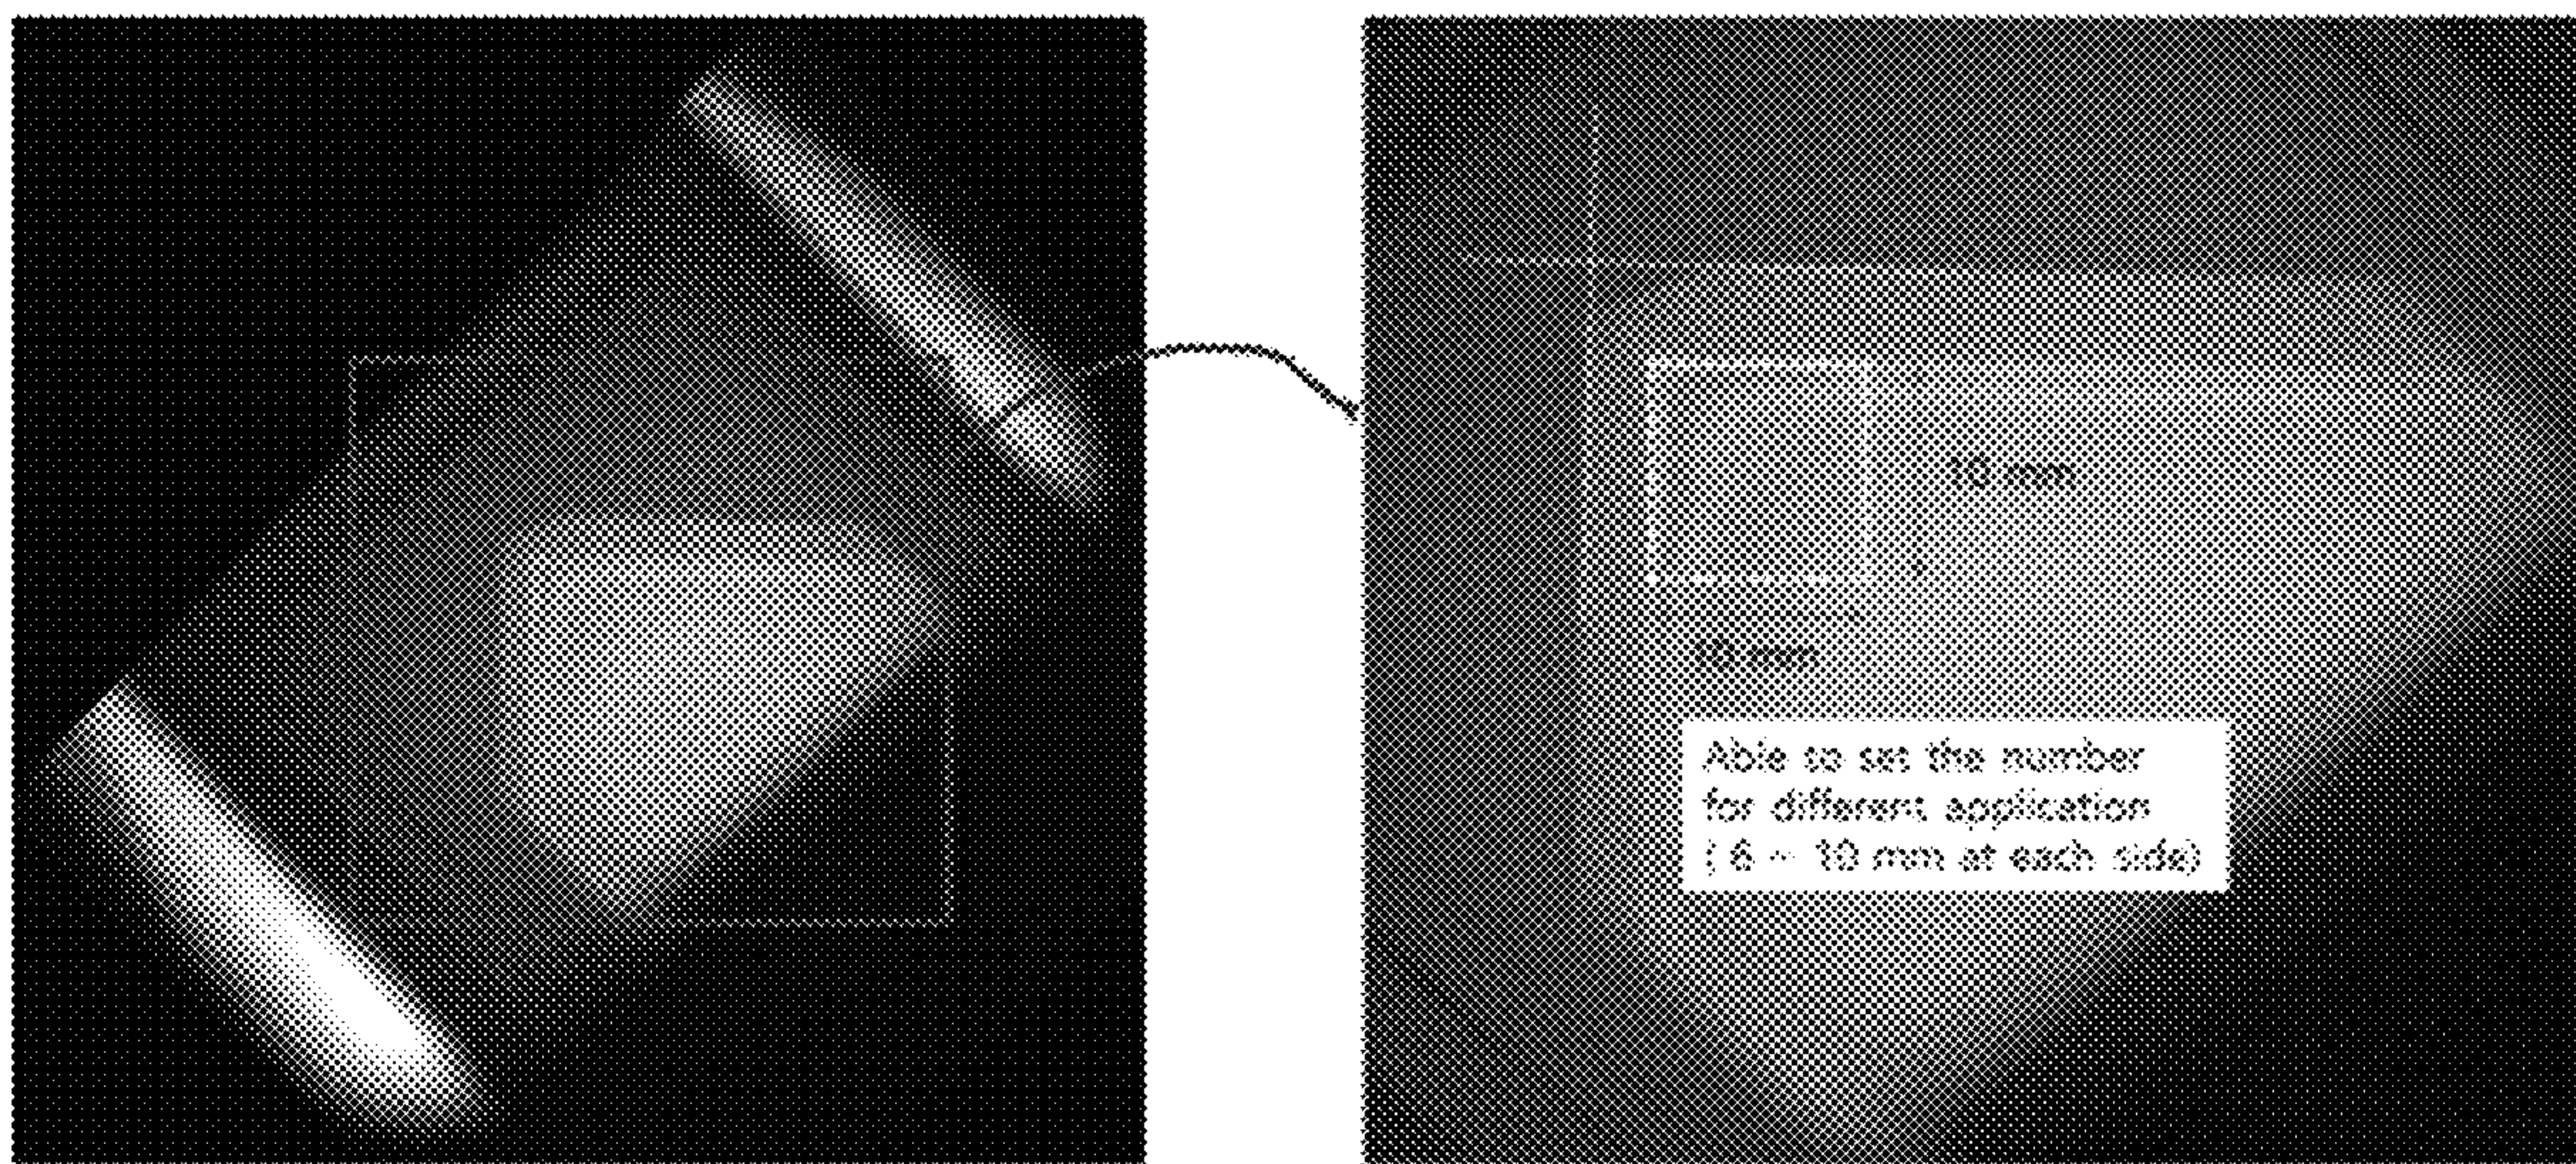 10 mm
10 mm
Able to set the number
for different application
( 6 ~ 10 mm at each side)